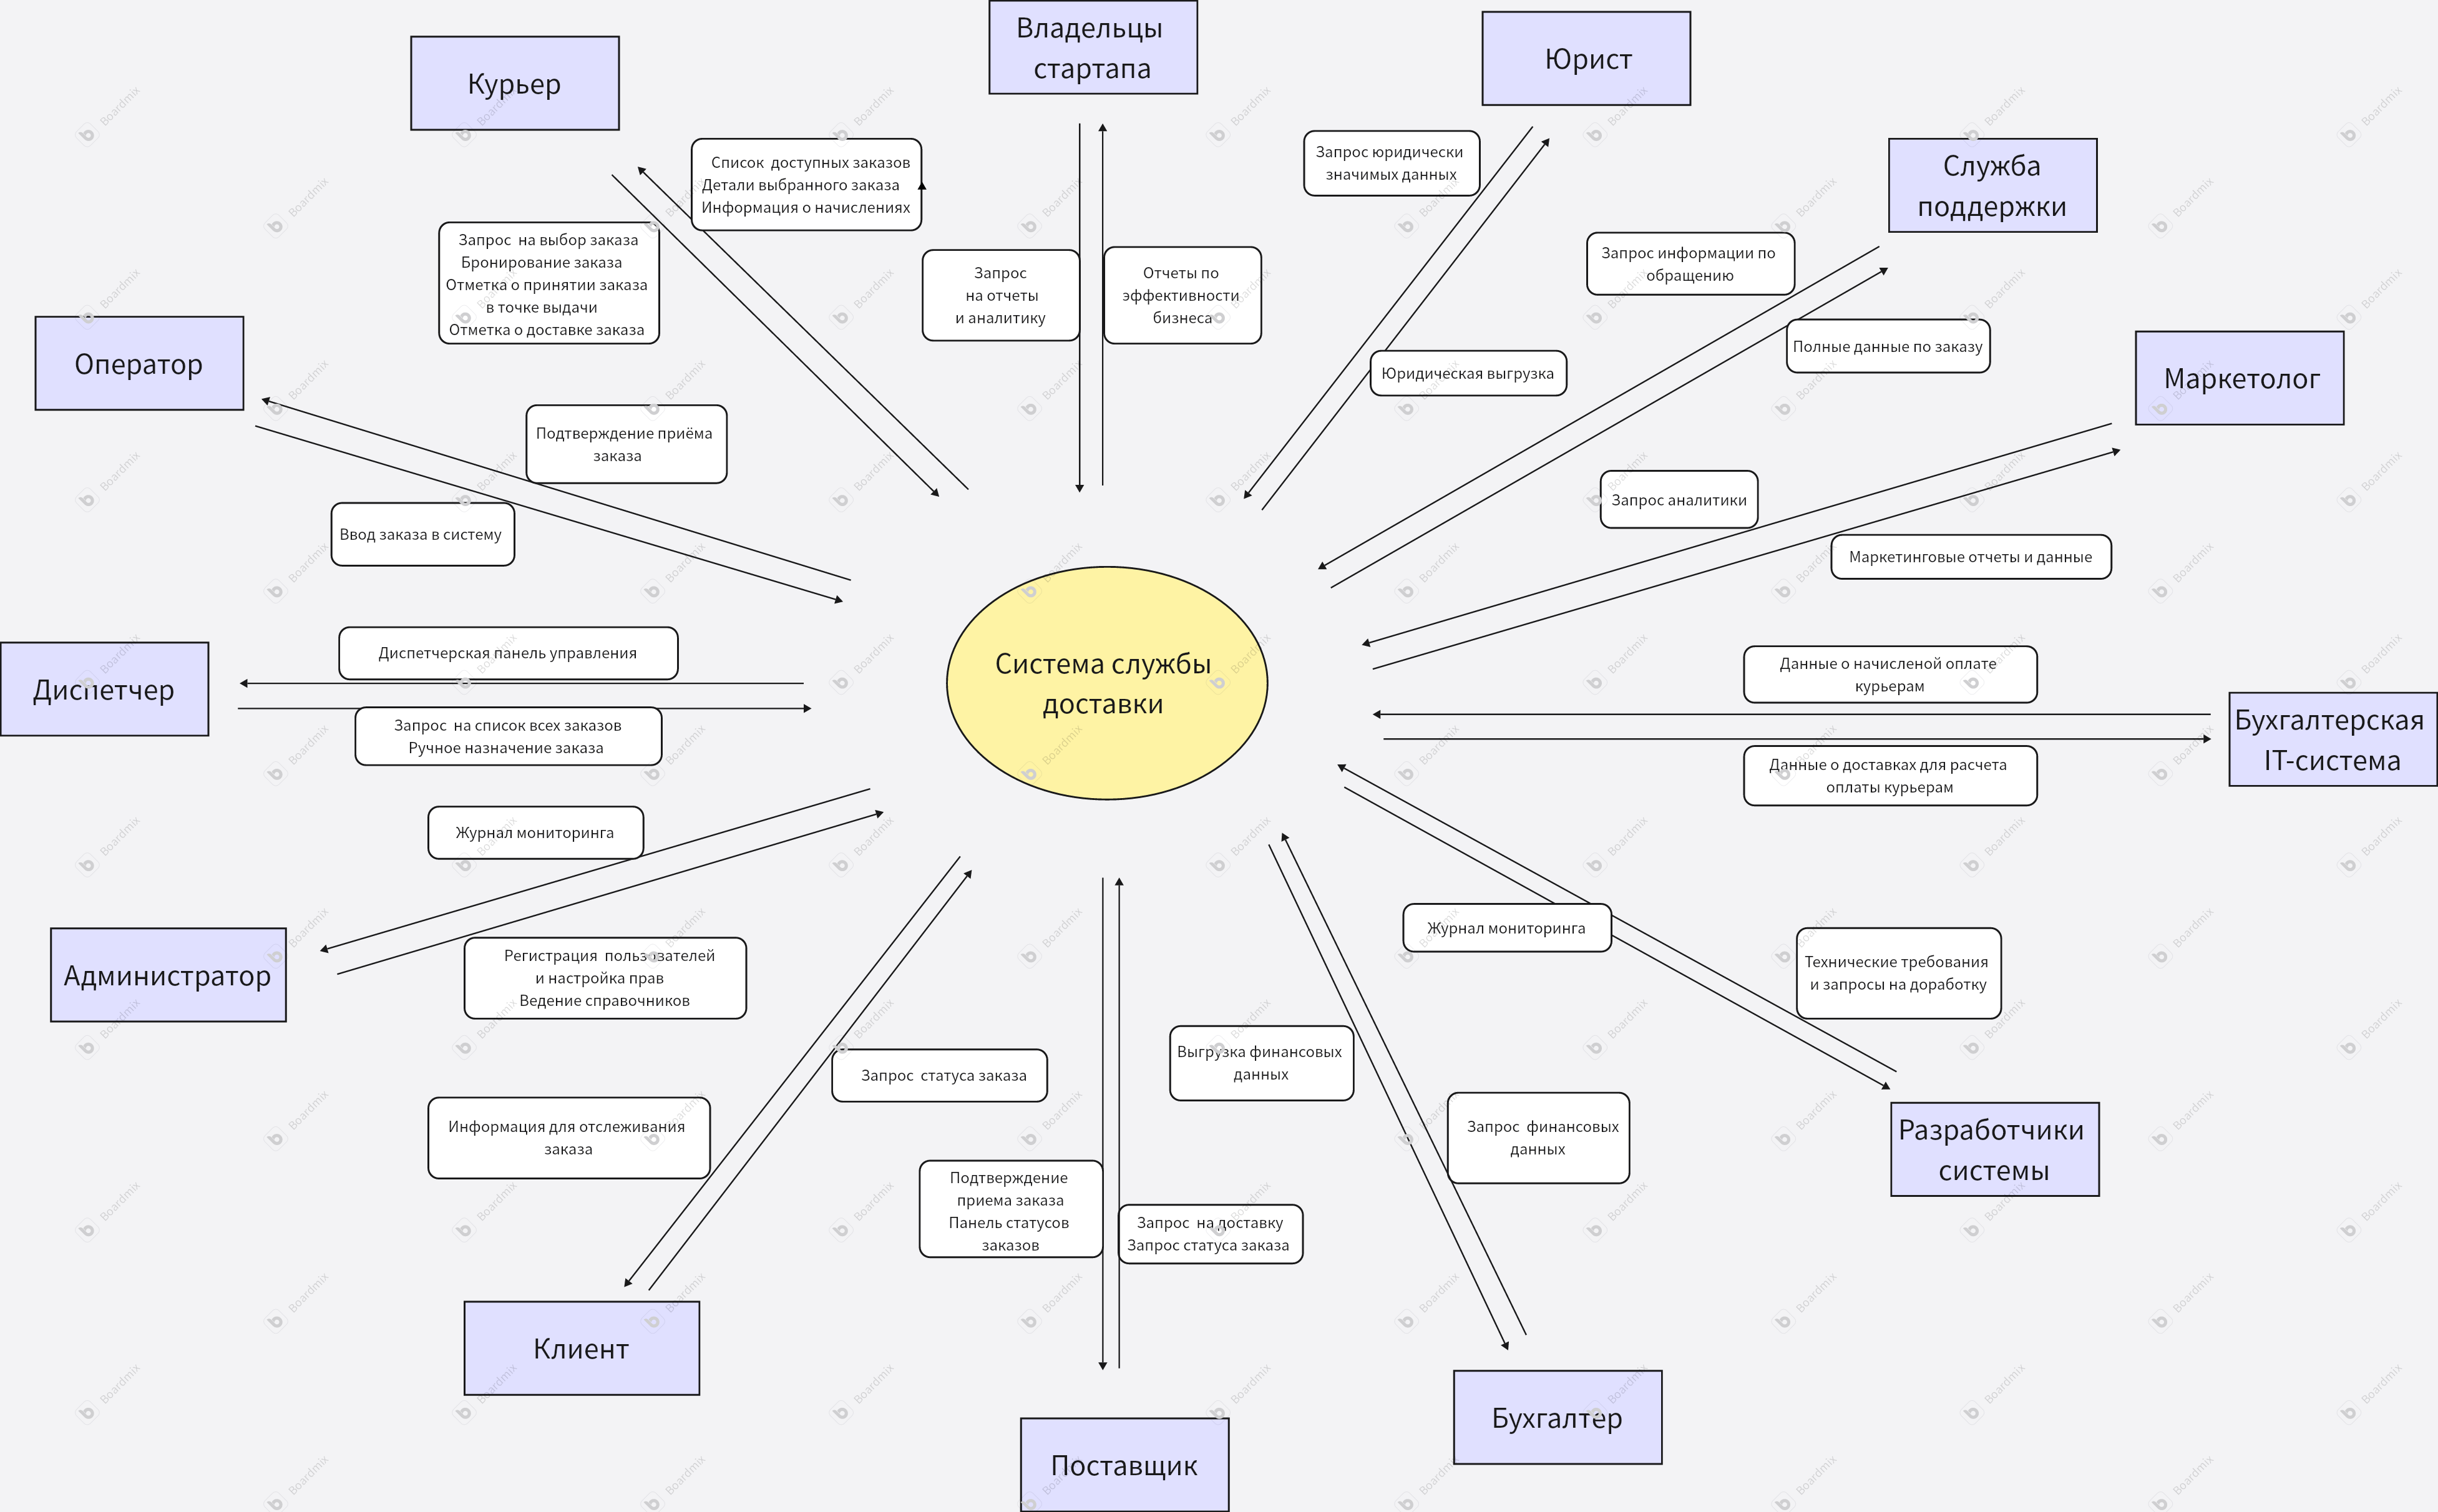 Владельцы
стартапа
Юрист
Курьер
Служба
поддержки
Список доступных заказов
Детали выбранного заказа
Информация о начислениях
Запрос юридически
значимых данных
Запрос на выбор заказа
Бронирование заказа
Отметка о принятии заказа
в точке выдачи
Отметка о доставке заказа
Запрос
на отчеты
и аналитику
Отчеты по
эффективности
бизнеса
Запрос информации по
обращению
Полные данные по заказу
Оператор
Юридическая выгрузка
Маркетолог
Подтверждение приёма
заказа
Запрос аналитики
Ввод заказа в систему
Маркетинговые отчеты и данные
Диспетчерская панель управления
Диспетчер
Запрос на список всех заказов
Ручное назначение заказа
Система службы
доставки
Данные о начисленой оплате
курьерам
Бухгалтерская
IT-система
Данные о доставках для расчета
оплаты курьерам
Журнал мониторинга
Администратор
Регистрация пользователей
и настройка прав
Ведение справочников
Журнал мониторинга
Технические требования
и запросы на доработку
Запрос статуса заказа
Выгрузка финансовых
данных
Информация для отслеживания
заказа
Запрос финансовых
данных
Разработчики
системы
Подтверждение
приема заказа
Панель статусов
заказов
Запрос на доставку
Запрос статуса заказа
Клиент
Бухгалтер
Поставщик
Boardmix